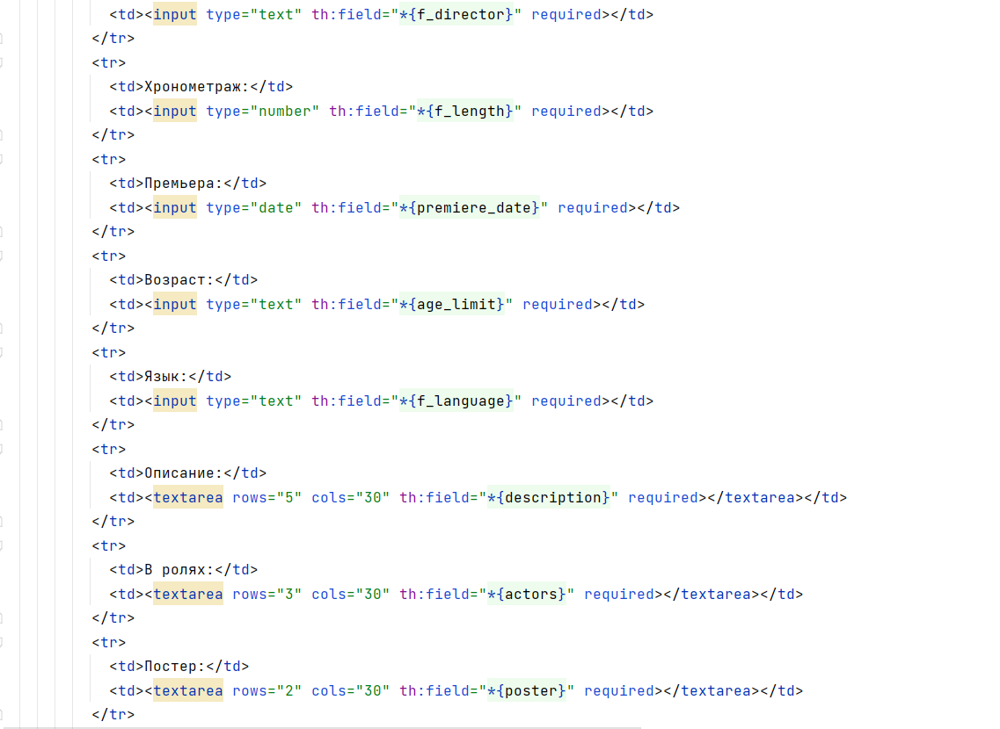 <td><input type="text" th:field="*{f_director}" required></td>
</tr>
<tr>
<td>Хронометраж:</td>
<td><input type="number" th:field="*{f_length}" required></td>
</tr>
<tr>
<td>Премьера:</td>
<td><input type="date" th:field="*{premiere_date}" required></td>
</tr>
<tr>
<td>Возраст:</td>
<td><input type="text" th:field="*{age_limit}" required></td>
</tr>
<tr>
<td>Язык:</td>
<td><input type="text" th:field="*{f_language}" required></td>
</tr>
<tr>
<td>Описание:</td>
<td><textarea rows="5" cols="30" th:field="*{description}" required></textarea></td>
</tr>
<tr>
<td>В ролях:</td>
<td><textarea rows="3" cols="30" th:field="*{actors}" required></textarea></td>
</tr>
<tr>
<td>Постер:</td>
<td><textarea rows="2" cols="30" th:field="*{poster}" required></textarea></td>
</tr>